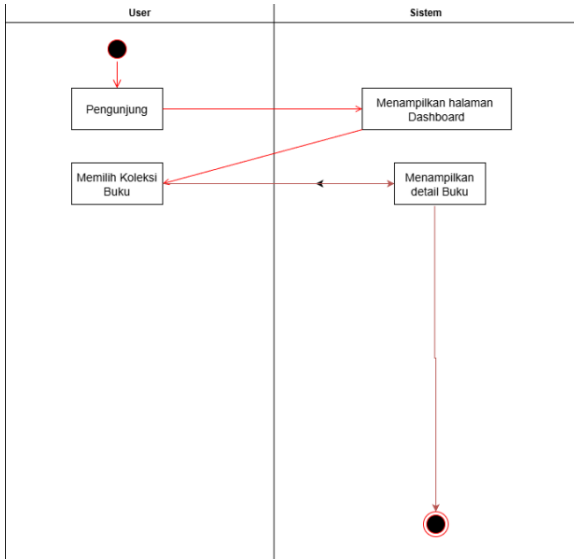 User
Sistem
Pengunjung
Menampilkan halaman
Dashboard
Memilih Koleksi
Buku
Menampilkan
detail Buku